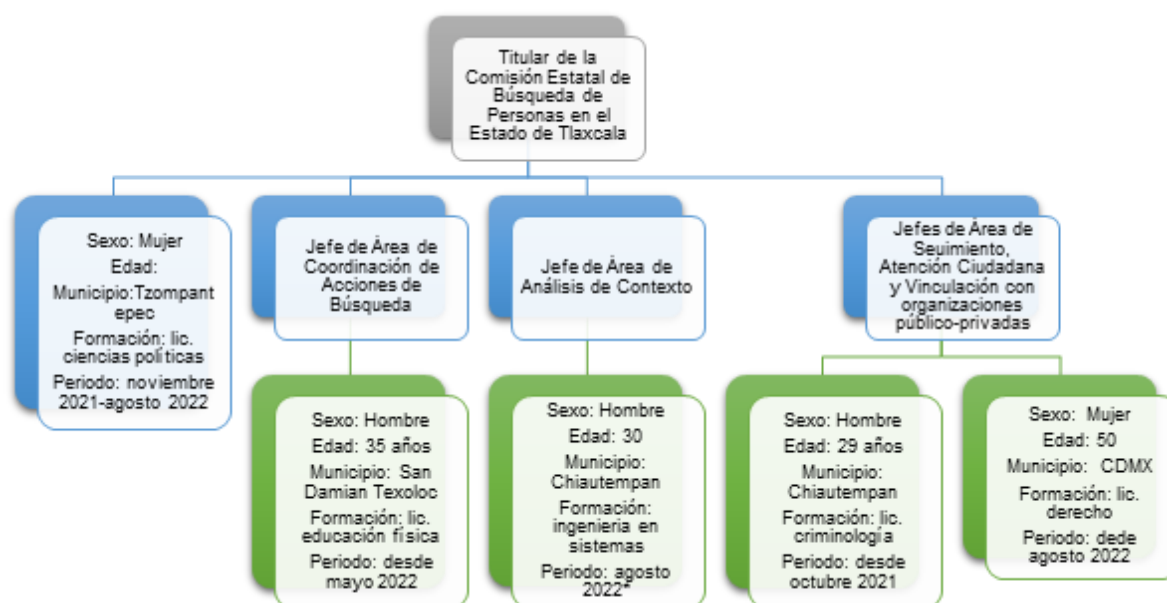 Titular de la
Comisión Estatal de
Búsqueda de
Personas en el
Estado de Tlaxcala
Sexo: Mujer
Edad:
Municipio:Tzompant
epec
Formación: lic.
ciencias políticas
Periodo: noviembre
2021-agosto 2022
Jefe de Área de
Coordinación de
Acciones de
Búsqueda
Jefe de Área de
Análisis de Contexto
Jefes de Área de
Seuimiento,
Atención Ciudadana
y Vinculación con
organizaciones
público-privadas
Sexo: Hombre
Edad: 35 años
Municipio: San
Damian Texoloc
Formación: lic.
educación física
Periodo: desde
mayo 2022
Sexo: Hombre
Edad: 30
Municipio:
Chiautempan
Formación:
ingenieria en
sistemas
Periodo: agosto
2022*
Sexo: Hombre
Edad: 29 años
Municipio:
Chiautempan
Formación: lic.
criminología
Periodo: desde
octubre 2021
Sexo: Mujer
Edad: 50
Municipio: CDMX
Formación: lic.
derecho
Periodo: dede
agosto 2022